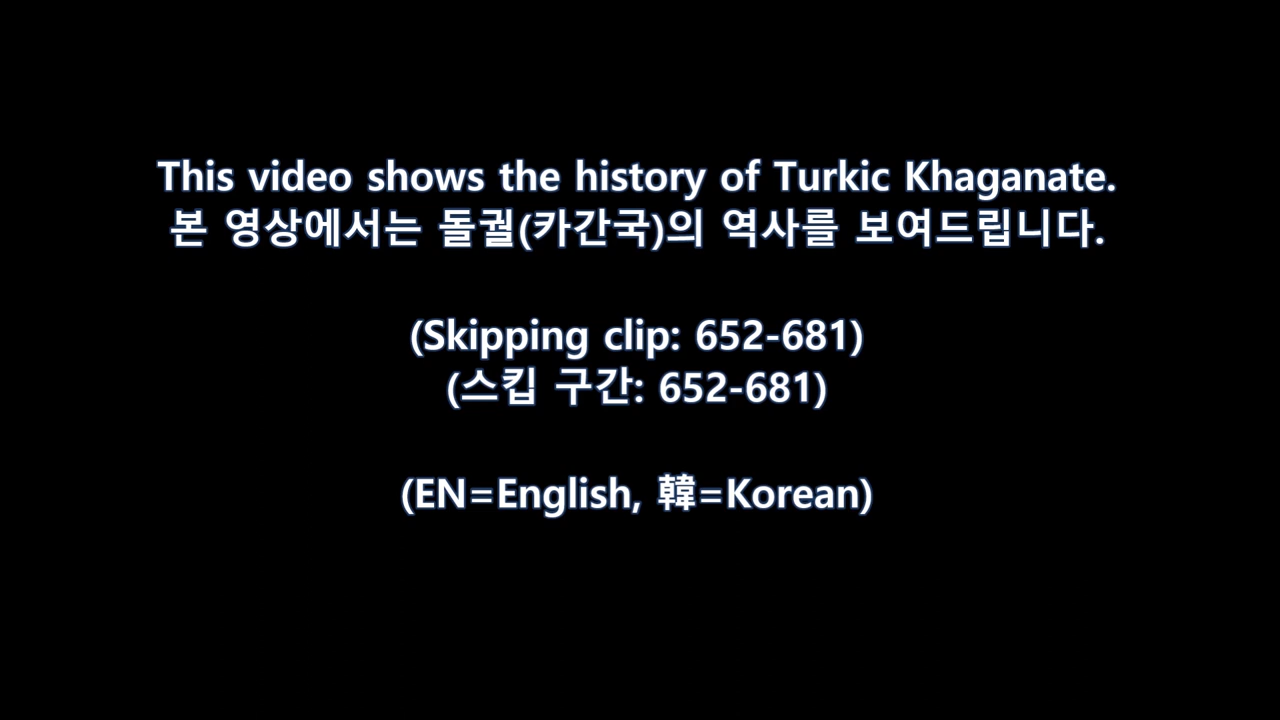 This video shows the history of Turkic Khaganate.
본 영상에서는 돌궐(카간국)의 역사를 보여드립니다.
(Skipping clip: 652-681)
(스킵 구간: 652-681)
(EN=English, 韓=Korean)